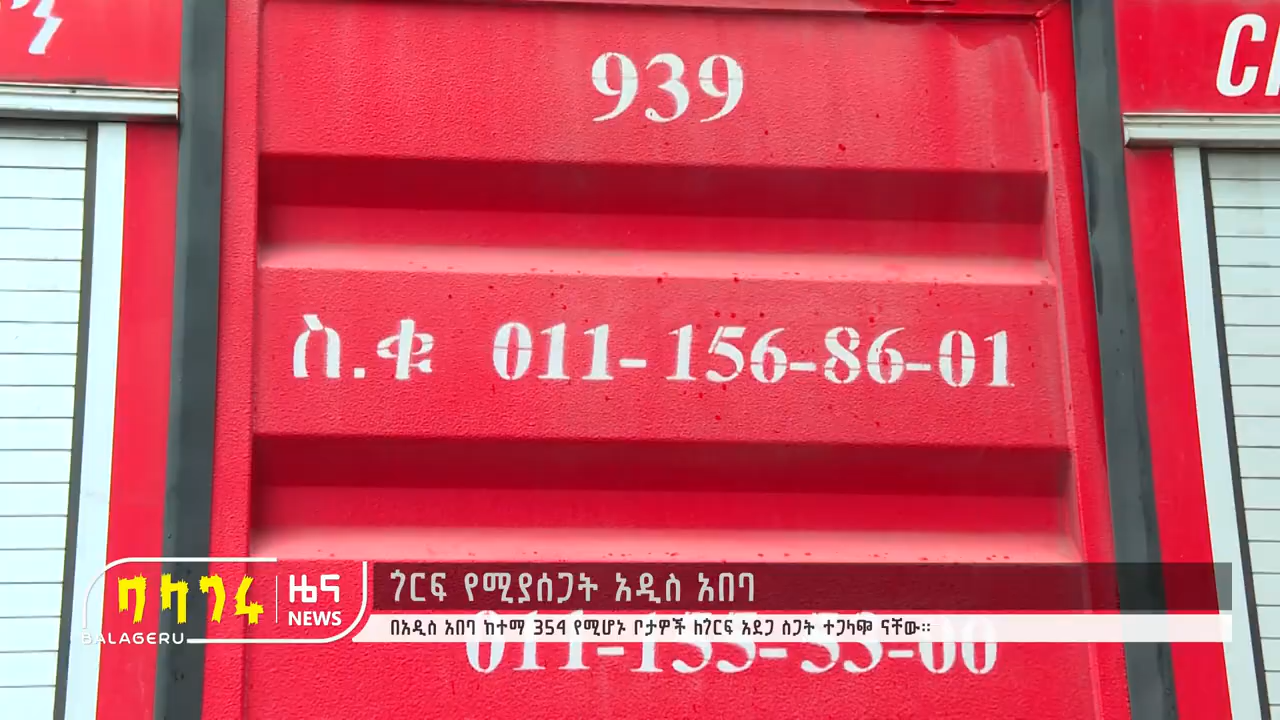 939
ስ.ቁ 011-156-86-01
ባላገሩ
BALAGERU
ዜና
NEWS
ጎርፍ የሚያሰጋት አዲስ አበባ
በአዲስ አበባ ከተማ 354 የሚሆኑ ቦታዎች ለጎርፍ አደጋ ስጋት ተጋላጭ ናቸው።